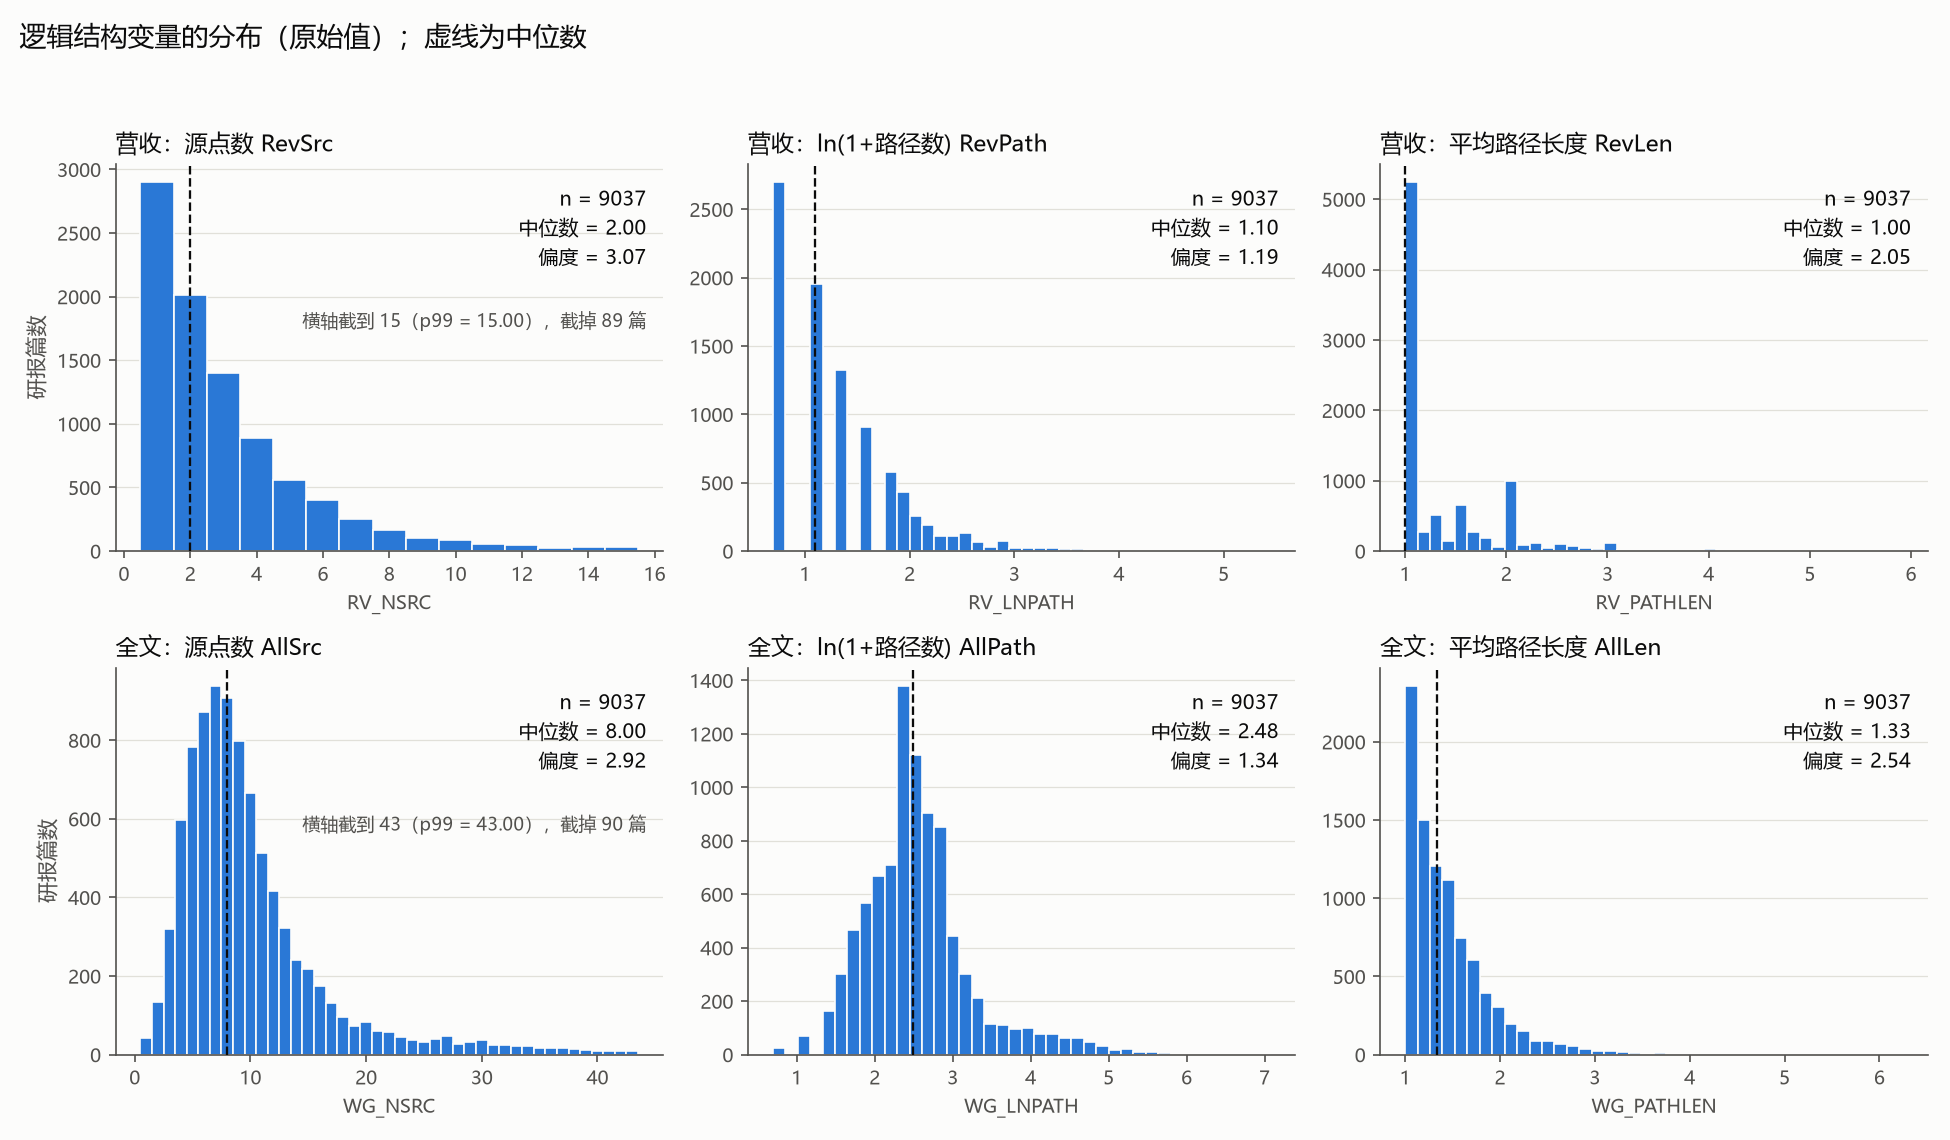 逻辑结构变量的分布（原始值）；虚线为中位数
营收：源点数 RevSrc
3000
2500
2000
1500
1000
500
0
研报篇数
n = 9037
中位数 = 2.00
偏度 = 3.07
横轴截到 15（p99 = 15.00），截掉 89 篇
0 2 4 6 8 10 12 14 16
RV_NSRC
营收：ln(1+路径数) RevPath
2500
2000
1500
1000
500
0
n = 9037
中位数 = 1.10
偏度 = 1.19
1 2 3 4 5
RV_LNPATH
营收：平均路径长度 RevLen
5000
4000
3000
2000
1000
0
n = 9037
中位数 = 1.00
偏度 = 2.05
1 2 3 4 5 6
RV_PATHLEN
全文：源点数 AllSrc
800
600
400
200
0
研报篇数
n = 9037
中位数 = 8.00
偏度 = 2.92
横轴截到 43（p99 = 43.00），截掉 90 篇
0 10 20 30 40
WG_NSRC
全文：ln(1+路径数) AllPath
1400
1200
1000
800
600
400
200
0
n = 9037
中位数 = 2.48
偏度 = 1.34
1 2 3 4 5 6 7
WG_LNPATH
全文：平均路径长度 AllLen
2000
1500
1000
500
0
n = 9037
中位数 = 1.33
偏度 = 2.54
1 2 3 4 5 6
WG_PATHLEN